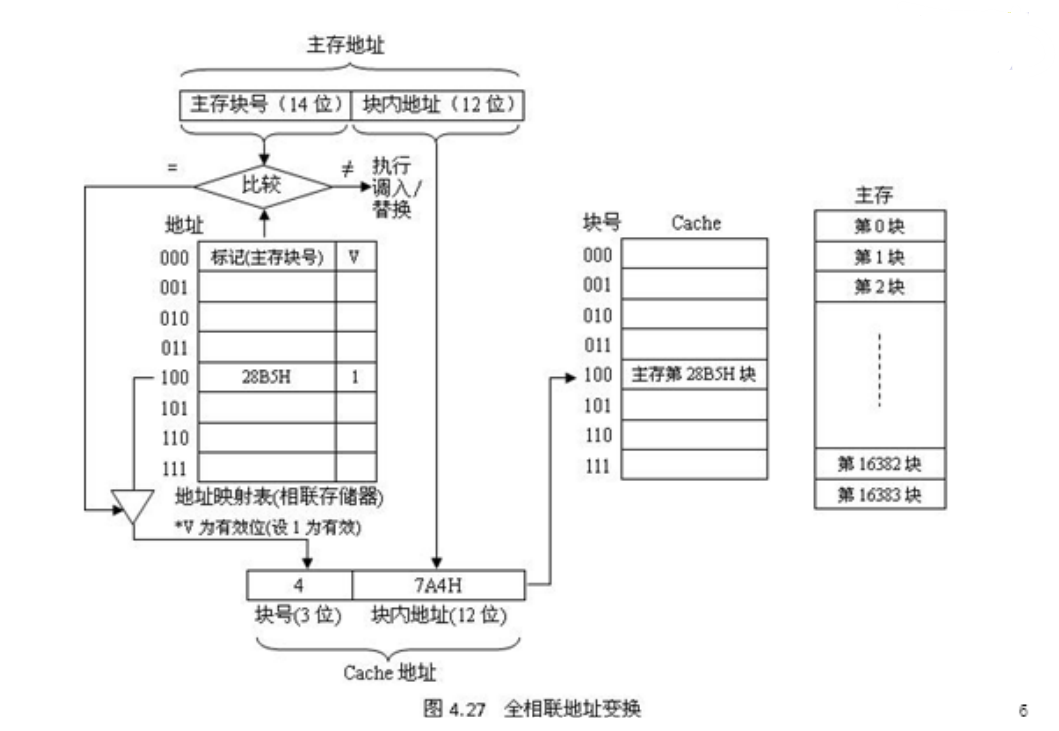 主存地址
主存块号（14 位） 块内地址（12 位）
= 比较 ≠ 执行
调入/
替换
地址
000 标记(主存块号) V
001
010
011
100 28B5H 1
101
110
111
地址映射表(相联存储器)
*V 为有效位(设 1 为有效)
4 7A4H
块号(3 位) 块内地址(12 位)
Cache 地址
块号 Cache
000
001
010
011
100 主存第 28B5H 块
101
110
111
主存
第 0 块
第 1 块
第 2 块
第 16382 块
第 16383 块
图 4.27 全相联地址变换
6